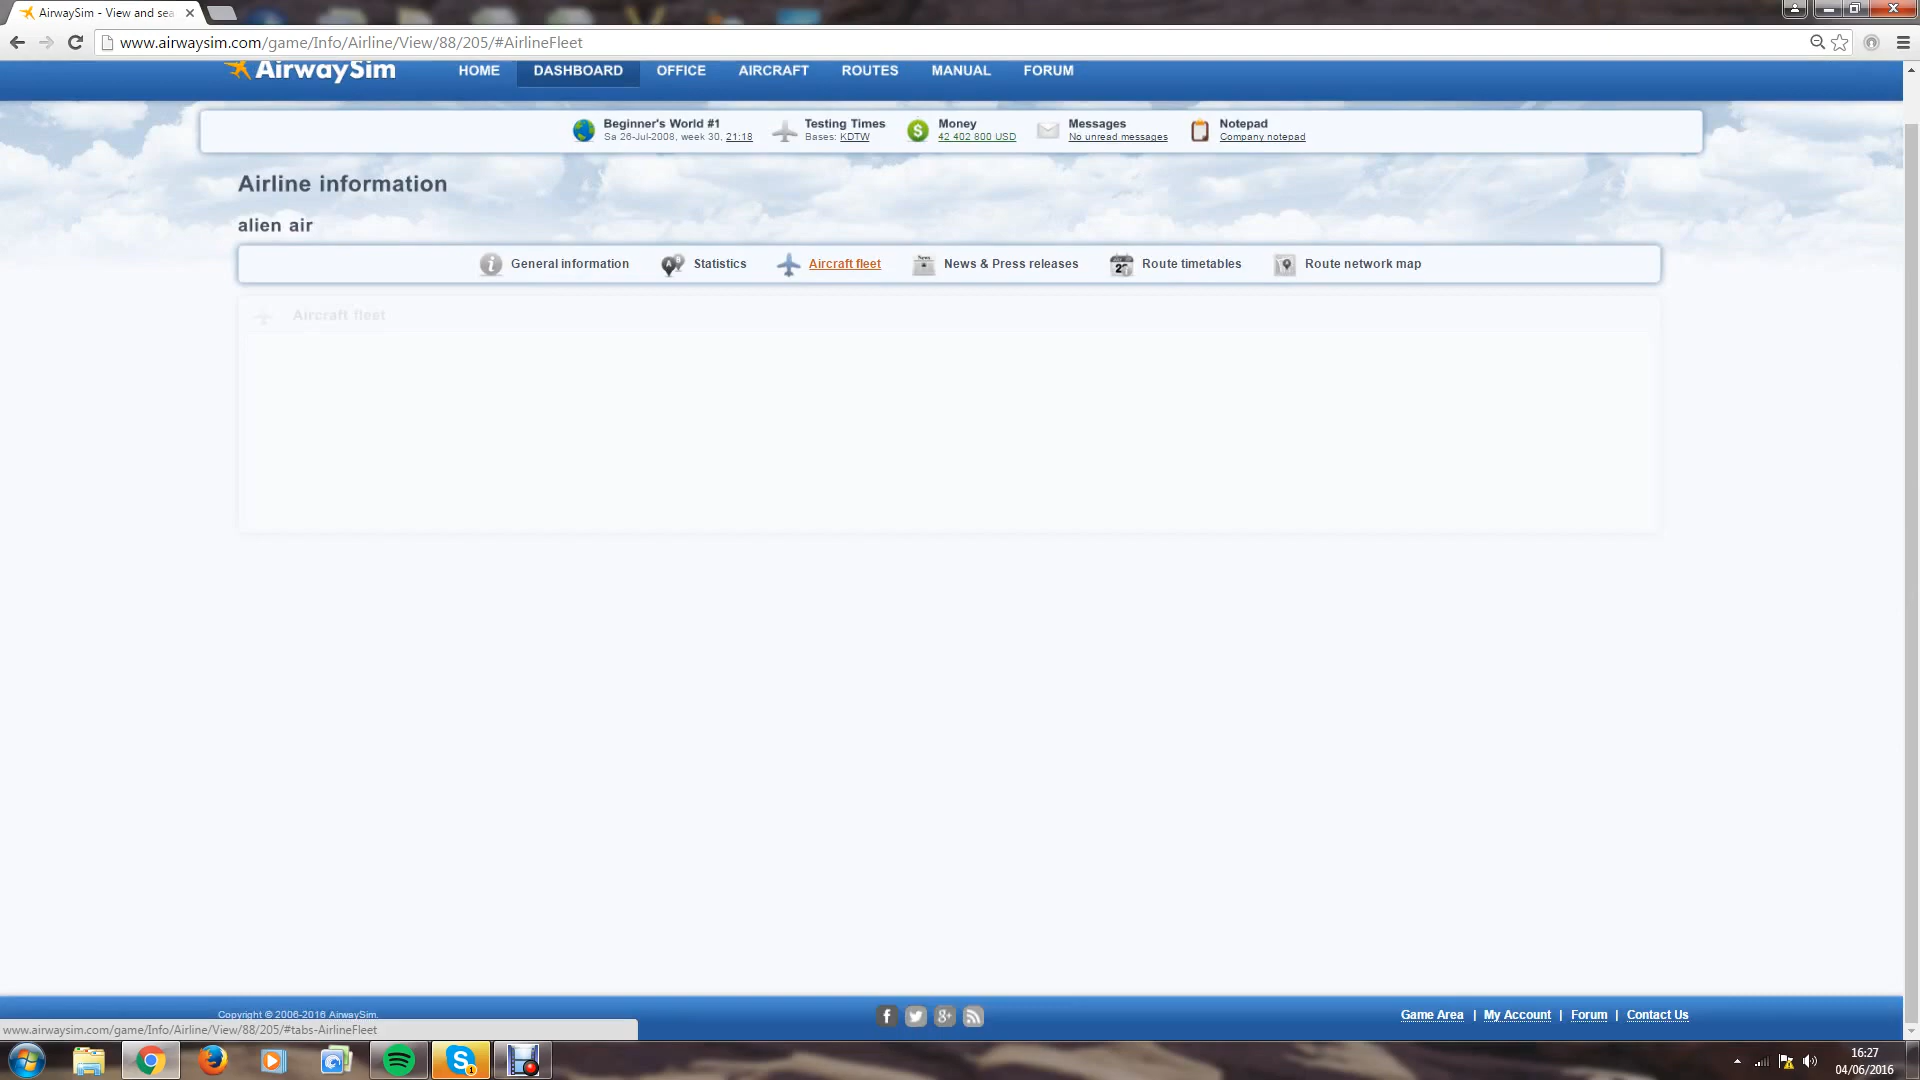 AirwaySim - View and sea
www.airwaysim.com/game/Info/Airline/View/88/205/#AirlineFleet
AirwaySim
HOME DASHBOARD OFFICE AIRCRAFT ROUTES MANUAL FORUM
Beginner's World #1
Sa 26-Jul-2008, week 30, 21:18
Testing Times
Bases: KDTW
Money
42 402 800 USD
Messages
No unread messages
Notepad
Company notepad
Airline information
alien air
General information Statistics Aircraft fleet News & Press releases Route timetables Route network map
Aircraft fleet
Copyright © 2006-2016 AirwaySim.
Game Area | My Account | Forum | Contact Us
www.airwaysim.com/game/Info/Airline/View/88/205/#tabs-AirlineFleet
16:27
04/06/2016